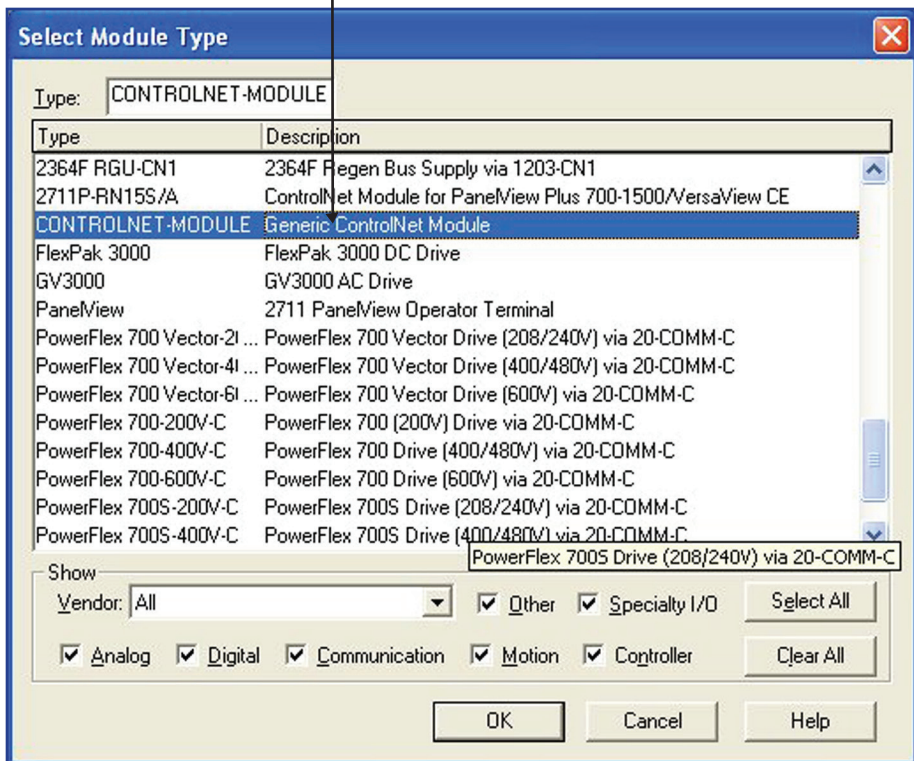 Select Module Type
Type: CONTROLNET-MODULE
Type Description
2364F RGU-CN1 2364F Regen Bus Supply via 1203-CN1
2711P-RN15S/A ControlNet Module for PanelView Plus 700-1500/VersaView CE
CONTROLNET-MODULE Generic ControlNet Module
FlexPak 3000 FlexPak 3000 DC Drive
GV3000 GV3000 AC Drive
PanelView 2711 PanelView Operator Terminal
PowerFlex 700 Vector-2( ... PowerFlex 700 Vector Drive (208/240V) via 20-COMM-C
PowerFlex 700 Vector-4( ... PowerFlex 700 Vector Drive (400/480V) via 20-COMM-C
PowerFlex 700 Vector-6( ... PowerFlex 700 Vector Drive (600V) via 20-COMM-C
PowerFlex 700-200V-C PowerFlex 700 (200V) Drive via 20-COMM-C
PowerFlex 700-400V-C PowerFlex 700 Drive (400/480V) via 20-COMM-C
PowerFlex 700-600V-C PowerFlex 700 Drive (600V) via 20-COMM-C
PowerFlex 700S-200V-C PowerFlex 700S Drive (208/240V) via 20-COMM-C
PowerFlex 700S-400V-C PowerFlex 700S Drive (400/480V) via 20-COMM-C
PowerFlex 700S Drive (208/240V) via 20-COMM-C
Show
Vendor: All Other Specialty I/O Select All
Analog Digital Communication Motion Controller Clear All
OK Cancel Help